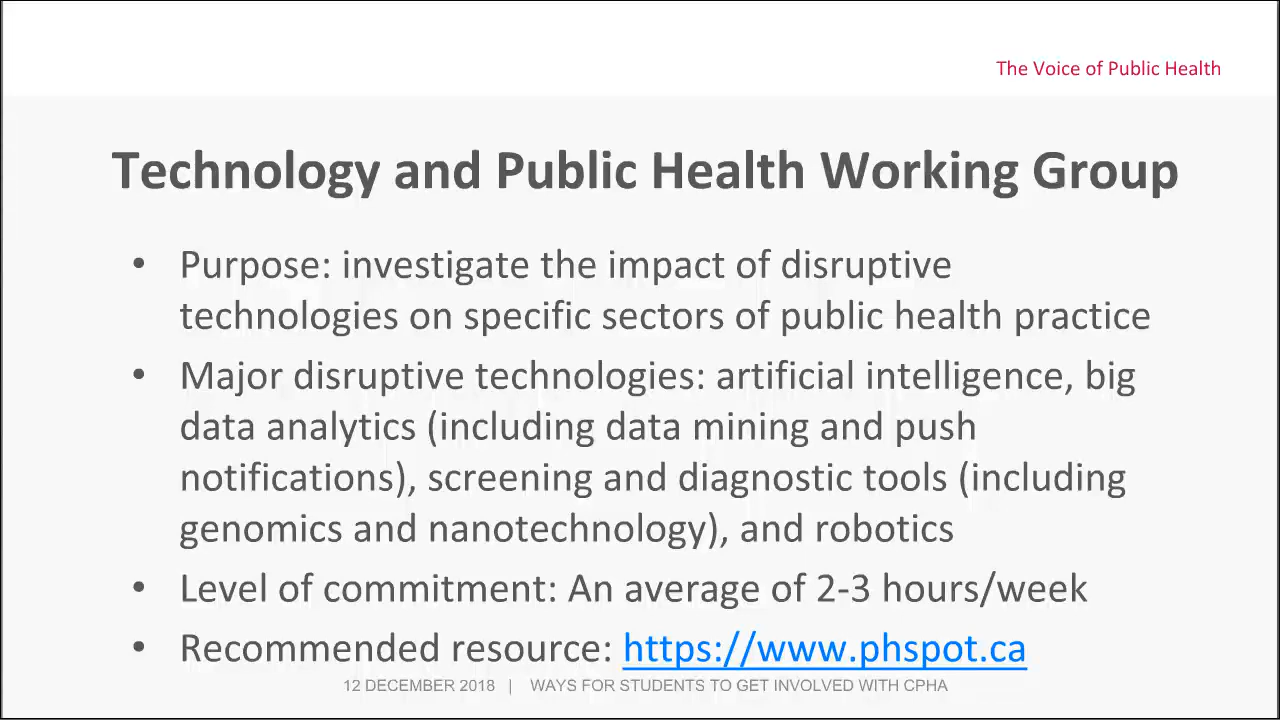 The Voice of Public Health
Technology and Public Health Working Group
• Purpose: investigate the impact of disruptive
technologies on specific sectors of public health practice
• Major disruptive technologies: artificial intelligence, big
data analytics (including data mining and push
notifications), screening and diagnostic tools (including
genomics and nanotechnology), and robotics
• Level of commitment: An average of 2-3 hours/week
• Recommended resource: https://www.phspot.ca
12 DECEMBER 2018 | WAYS FOR STUDENTS TO GET INVOLVED WITH CPHA